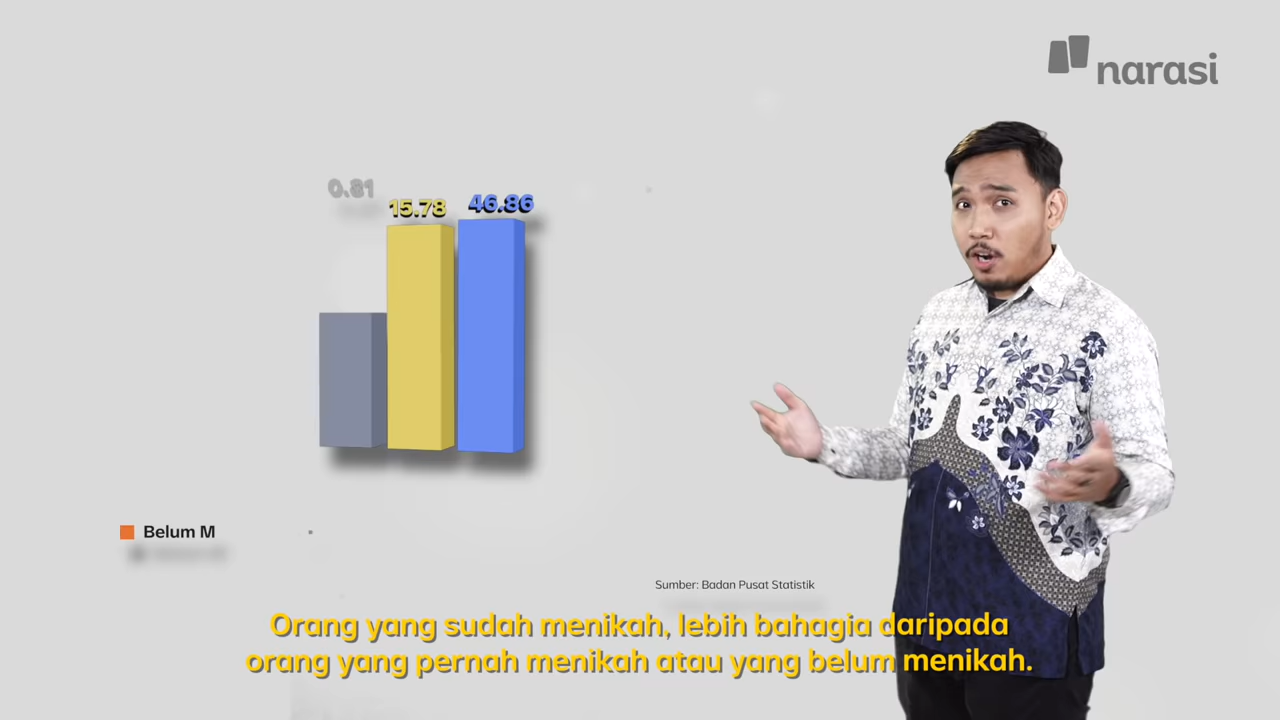 narasi
0.81
15.78
46.86
Belum M
Sumber: Badan Pusat Statistik
Orang yang sudah menikah, lebih bahagia daripada
orang yang pernah menikah atau yang belum menikah.